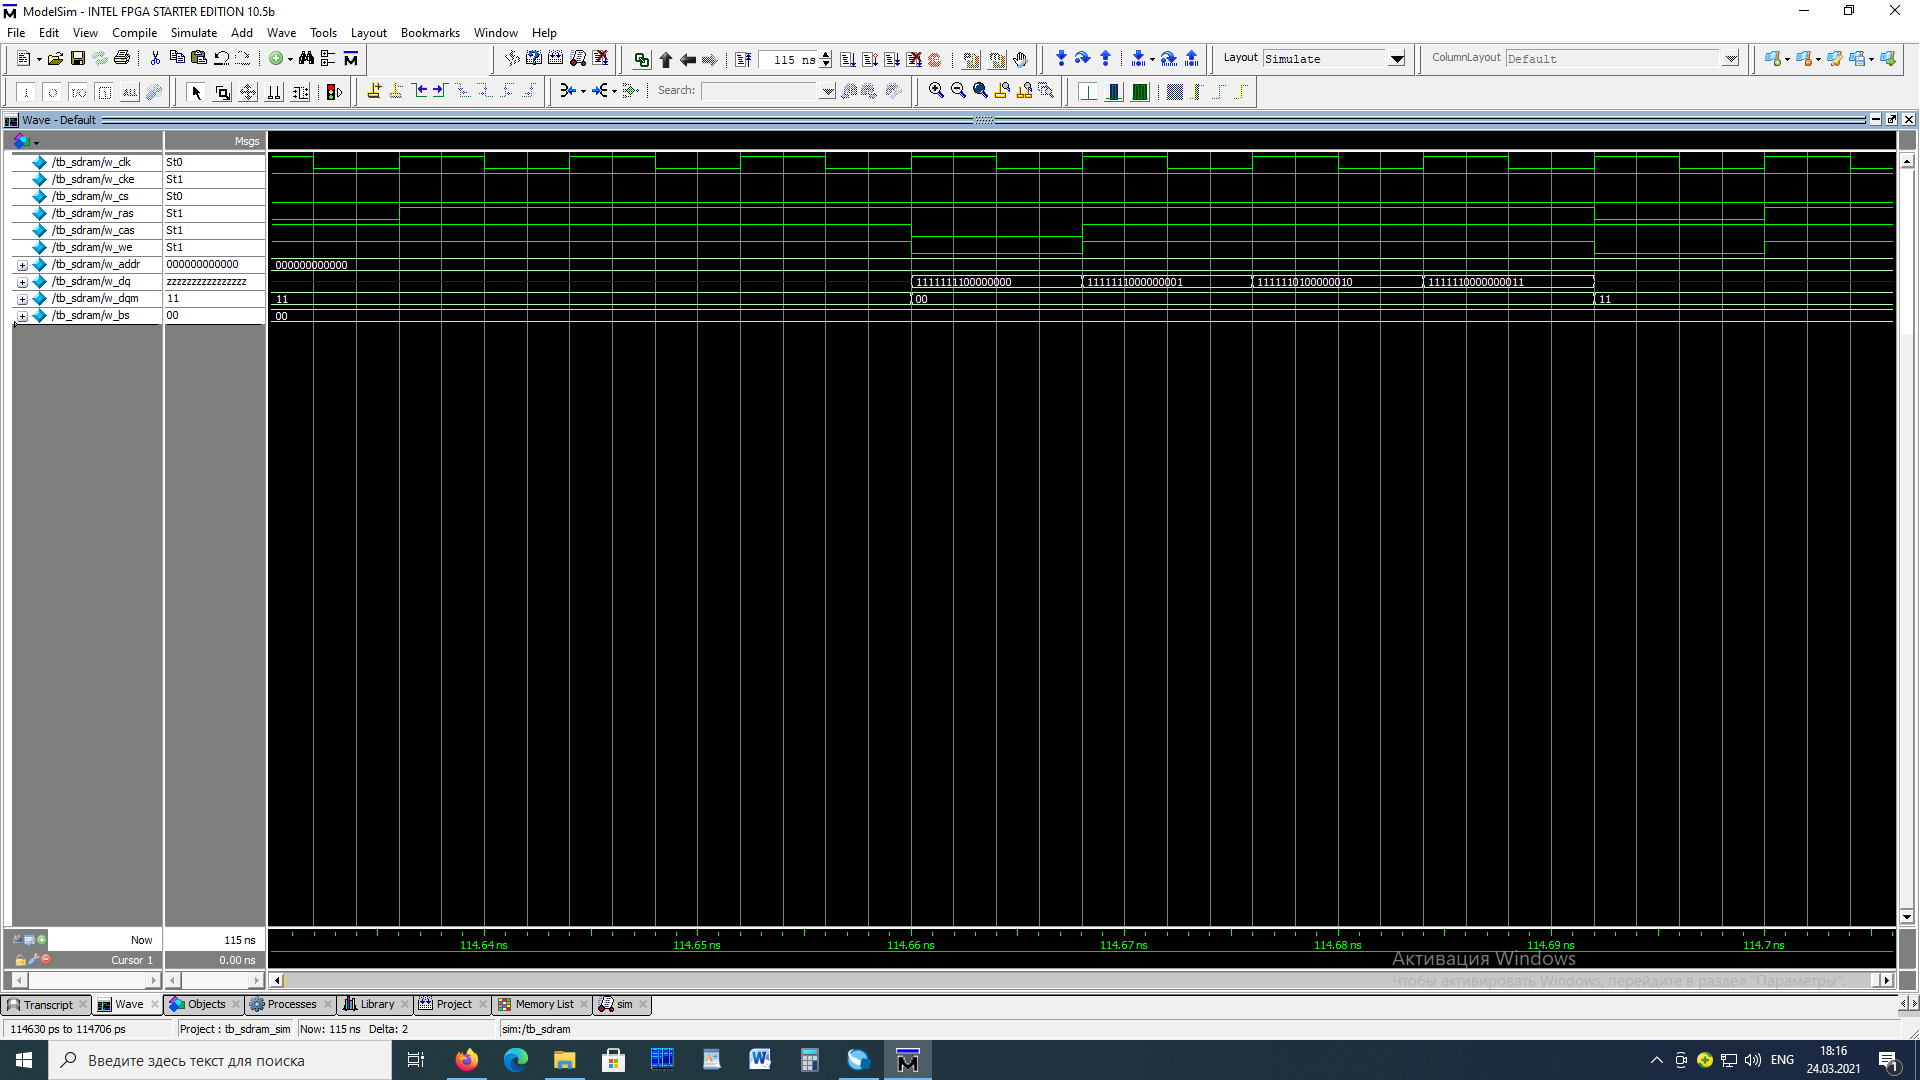 ModelSim - INTEL FPGA STARTER EDITION 10.5b
File Edit View Compile Simulate Add Wave Tools Layout Bookmarks Window Help
115 ns
Layout Simulate
ColumnLayout Default
Search:
Wave - Default
Msgs
/tb_sdram/w_clk St0
/tb_sdram/w_cke St1
/tb_sdram/w_cs St0
/tb_sdram/w_ras St1
/tb_sdram/w_cas St1
/tb_sdram/w_we St1
/tb_sdram/w_addr 000000000000 000000000000
/tb_sdram/w_dq zzzzzzzzzzzzzzzz 1111111100000000 1111111000000001 1111110100000010 1111110000000011
/tb_sdram/w_dqm 11 11 00 11
/tb_sdram/w_bs 00 00
Now 115 ns
Cursor 1 0.00 ns
114.64 ns 114.65 ns 114.66 ns 114.67 ns 114.68 ns 114.69 ns 114.7 ns
Активация Windows
Чтобы активировать Windows, перейдите в раздел "Параметры".
Transcript Wave Objects Processes Library Project Memory List sim
114630 ps to 114706 ps Project : tb_sdram_sim Now: 115 ns Delta: 2 sim:/tb_sdram
Введите здесь текст для поиска
ENG
18:16
24.03.2021
1